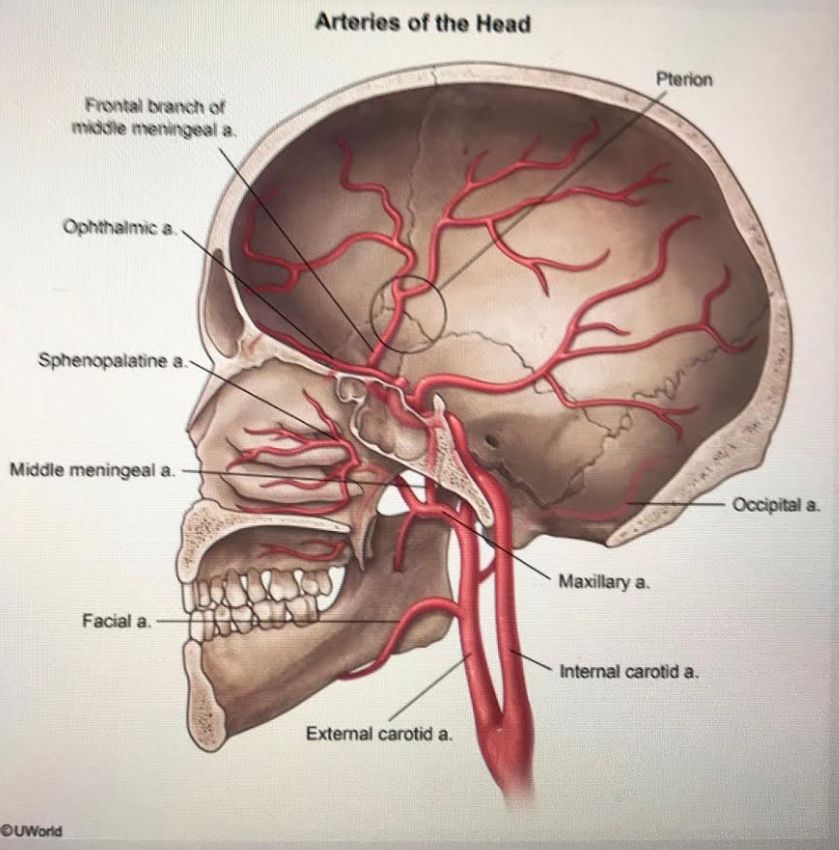 Arteries of the Head
Pterion
Frontal branch of
middle meningeal a.
Ophthalmic a.
Sphenopalatine a.
Middle meningeal a.
Occipital a.
Maxillary a.
Facial a.
Internal carotid a.
External carotid a.
©UWorld